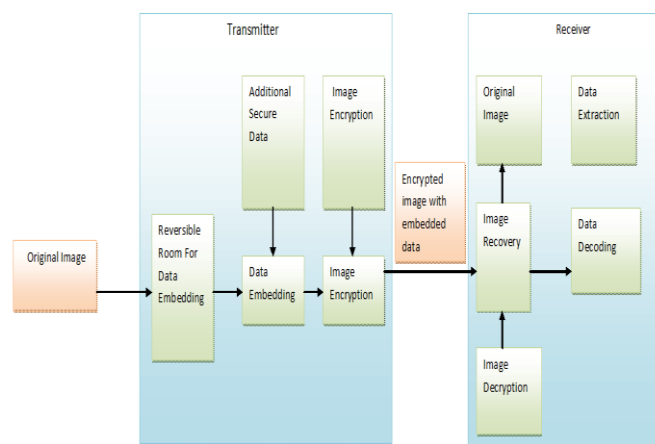 Transmitter
Receiver
Additional
Secure
Data
Image
Encryption
Original
Image
Data
Extraction
Encrypted
image with
embedded
data
Original Image
Reversible
Room For
Data
Embedding
Data
Embedding
Image
Encryption
Image
Recovery
Data
Decoding
Image
Decryption